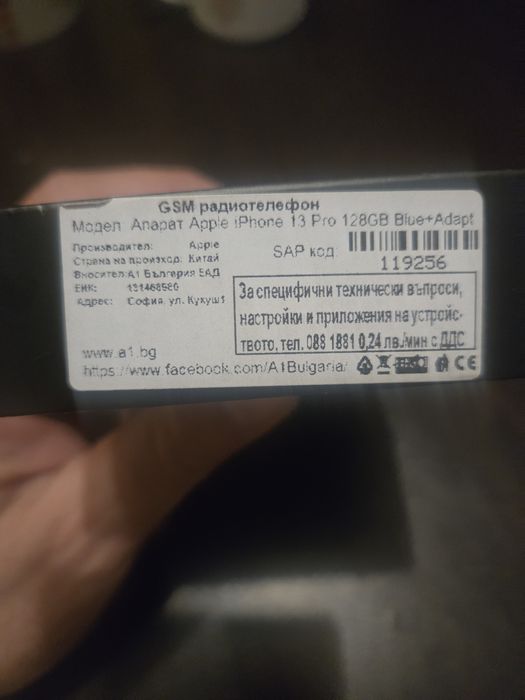 GSM радиотелефон
Модел Апарат Apple iPhone 13 Pro 128GB Blue+Adapt
Производител: Apple
Страна на произход: Китай
Вносител: А1 България ЕАД
ЕИК: 131468980
Адрес: София, ул. Кукуш1
SAP код:
119256
За специфични технически въпроси,
настройки и приложения на устройс-
твото, тел. 088 1881 0,24 лв./мин с ДДС
www.a1.bg
https://www.facebook.com/A1Bulgaria/
CE